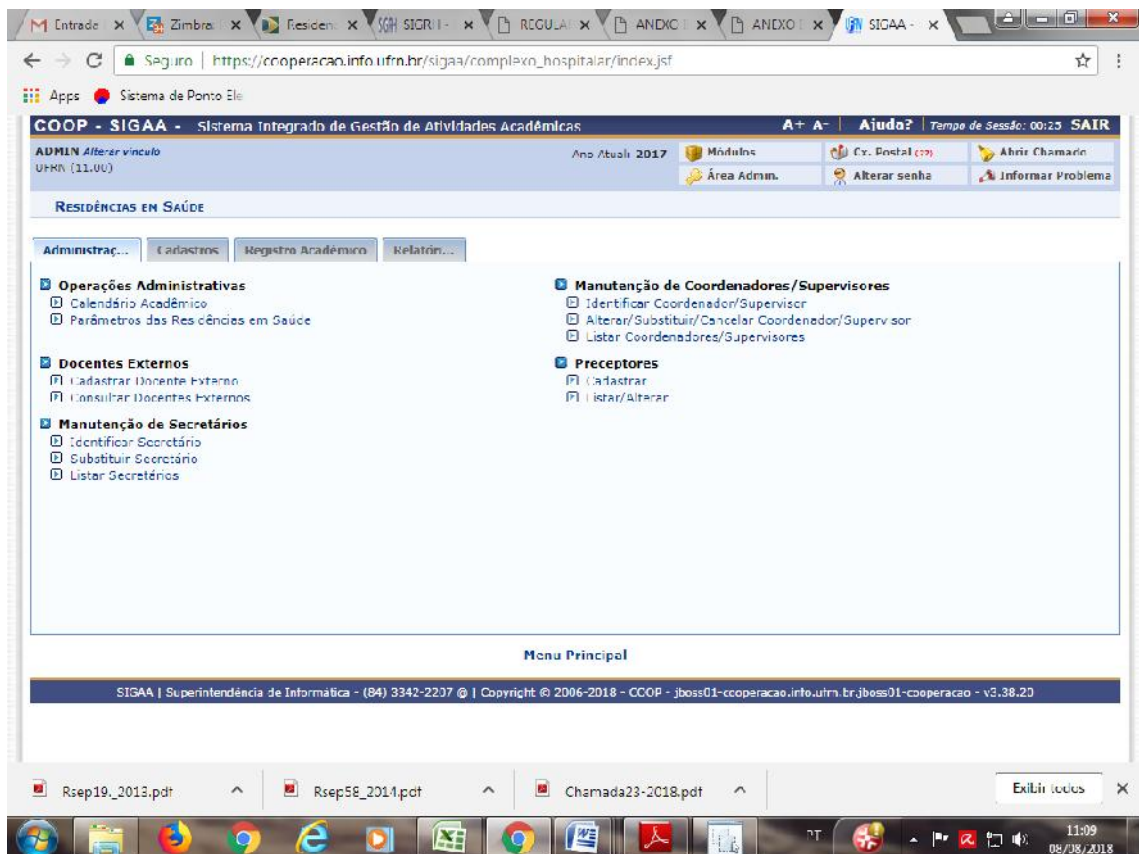 Entrada Zimbra: Residen: SIGRH - REGULA ANEXO I ANEXO I SIGAA -
Seguro | https://cooperacao.info.ufrn.br/sigaa/complexo_hospitalar/index.jsf
Apps Sistema de Ponto Ele
COOP - SIGAA - Sistema Integrado de Gestão de Atividades Acadêmicas A+ A- | Ajuda? | Tempo de Sessão: 00:25 SAIR
ADMIN Alterar vínculo Ano Atual: 2017 Módulos Cx. Postal Abrir Chamado
UFRN (11.00) Área Admin. Alterar senha Informar Problema
RESIDÊNCIAS EM SAÚDE
Administraç... Cadastros Registro Acadêmico Relatóri...
Operações Administrativas
Calendário Acadêmico
Parâmetros das Residências em Saúde
Docentes Externos
Cadastrar Docente Externo
Consultar Docentes Externos
Manutenção de Secretários
Identificar Secretário
Substituir Secretário
Listar Secretários
Manutenção de Coordenadores/Supervisores
Identificar Coordenador/Supervisor
Alterar/Substituir/Cancelar Coordenador/Supervisor
Listar Coordenadores/Supervisores
Preceptores
Cadastrar
Listar/Alterar
Menu Principal
SIGAA | Superintendência de Informática - (84) 3342-2207 @ | Copyright © 2006-2018 - COOP - jboss01-cooperacao.info.ufrn.br.jboss01-cooperacao - v3.38.20
Rsep19._2013.pdf Rsep58_2014.pdf Chamada23-2018.pdf Exibir todos
PT 11:09
08/08/2018